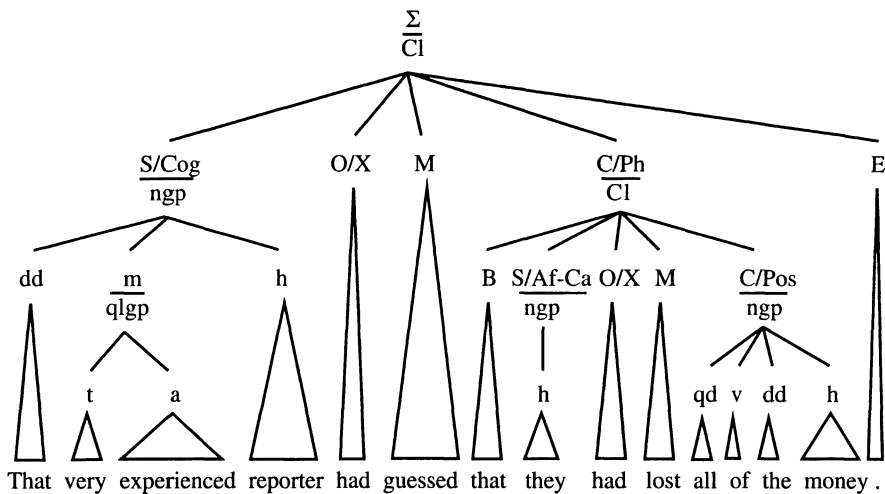 Σ
Cl
S/Cog O/X M C/Ph E
ngp Cl
dd m h B S/Af-Ca O/X M C/Pos
qlgp ngp ngp
t a h qd v dd h
That very experienced reporter had guessed that they had lost all of the money .